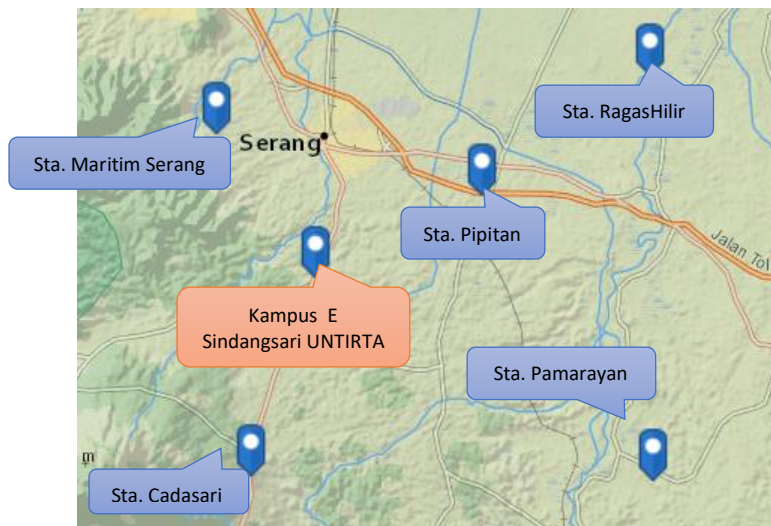 Sta. RagasHilir
Sta. Maritim Serang
Serang
Sta. Pipitan
Jalan Tol
Kampus E
Sindangsari UNTIRTA
Sta. Pamarayan
m
Sta. Cadasari